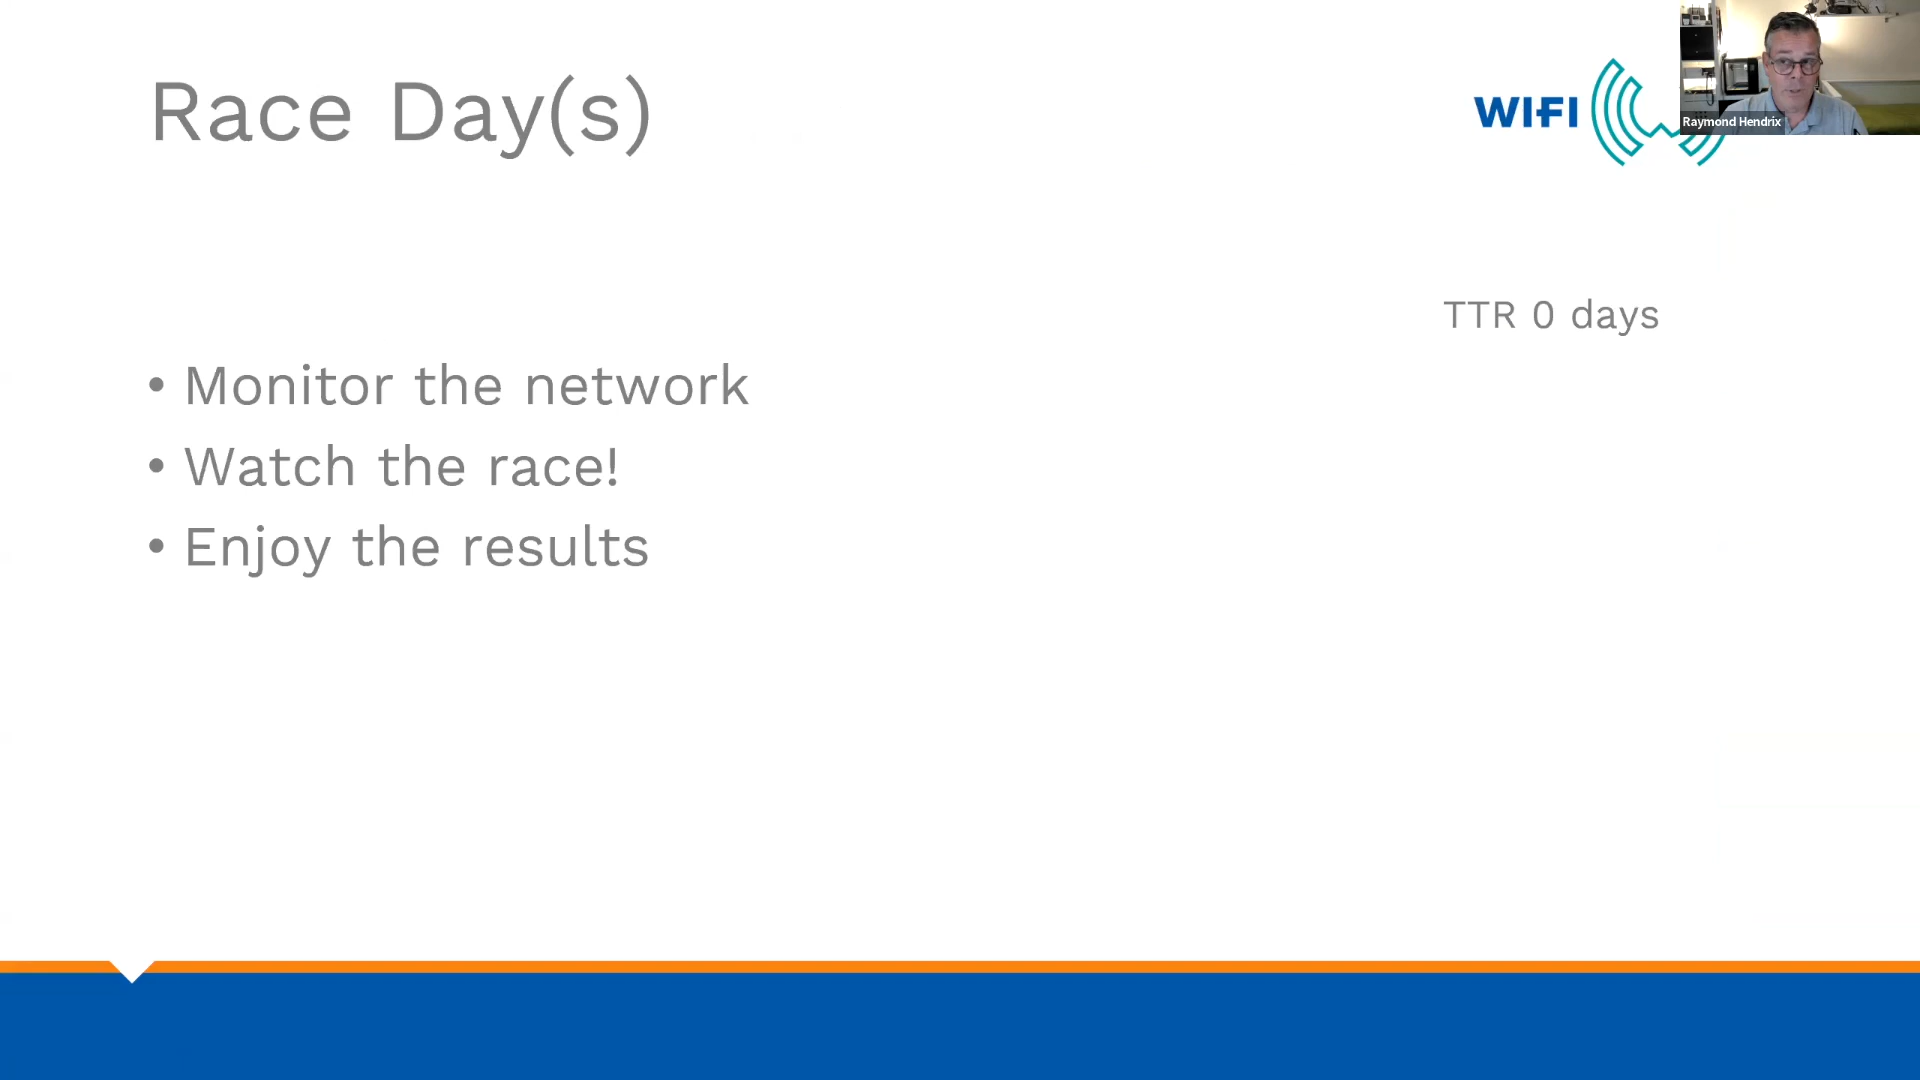 Race Day(s)
WIFI
Raymond Hendrix
TTR 0 days
• Monitor the network
• Watch the race!
• Enjoy the results